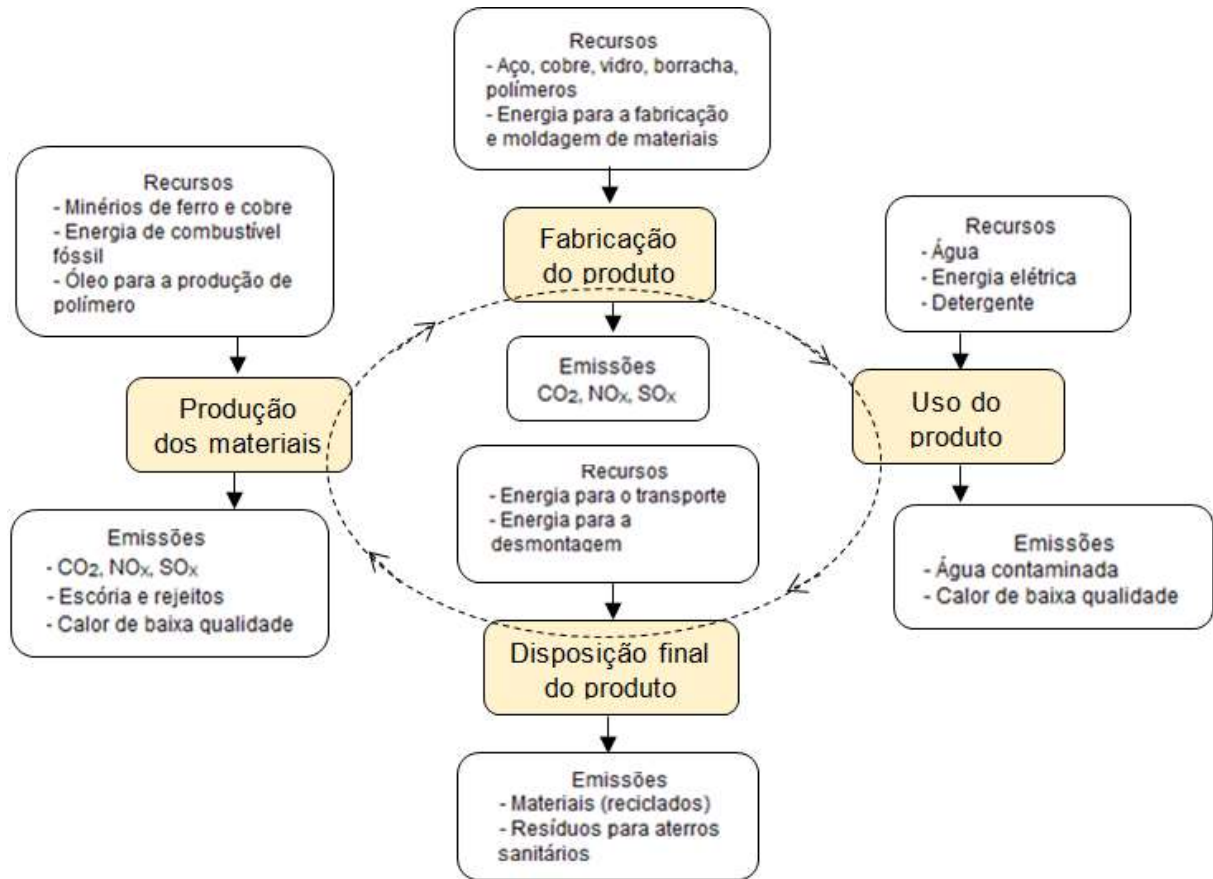 Recursos
- Aço, cobre, vidro, borracha,
polímeros
- Energia para a fabricação
e moldagem de materiais
Fabricação
do produto
Emissões
CO₂, NOₓ, SOₓ
Recursos
- Minérios de ferro e cobre
- Energia de combustível
fóssil
- Óleo para a produção de
polímero
Produção
dos materiais
Emissões
- CO₂, NOₓ, SOₓ
- Escória e rejeitos
- Calor de baixa qualidade
Recursos
- Água
- Energia elétrica
- Detergente
Uso do
produto
Emissões
- Água contaminada
- Calor de baixa qualidade
Recursos
- Energia para o transporte
- Energia para a
desmontagem
Disposição final
do produto
Emissões
- Materiais (reciclados)
- Resíduos para aterros
sanitários